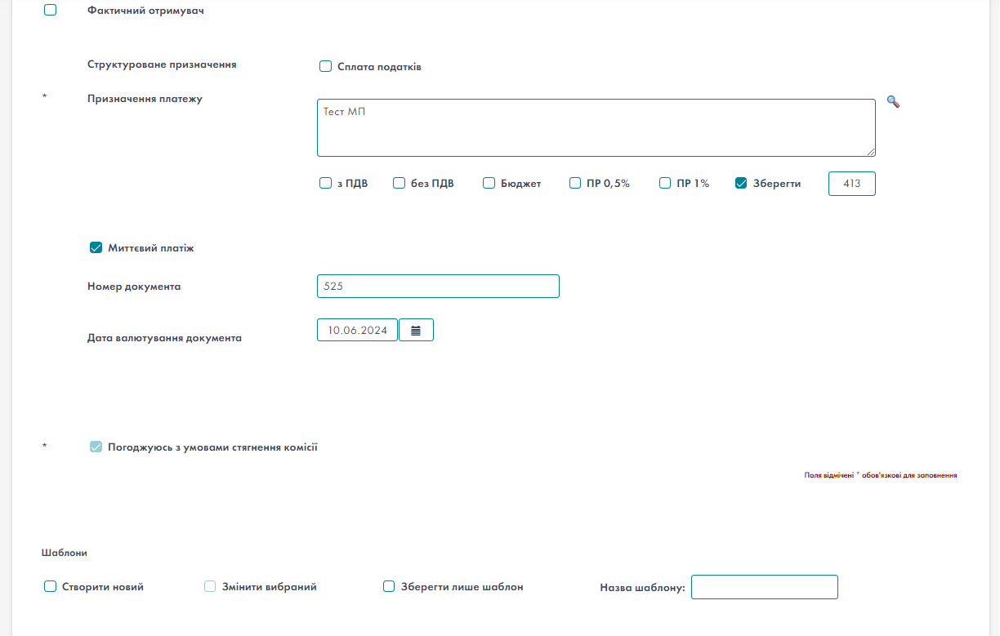 Фактичний отримувач
Структуроване призначення
Сплата податків
* Призначення платежу
Тест МП
з ПДВ без ПДВ Бюджет ПР 0,5% ПР 1% Зберегти 413
Миттєвий платіж
Номер документа 525
Дата валютування документа 10.06.2024
* Погоджуюсь з умовами стягнення комісії
Поля відмічені * обов'язкові для заповнення
Шаблони
Створити новий Змінити вибраний Зберегти лише шаблон Назва шаблону: